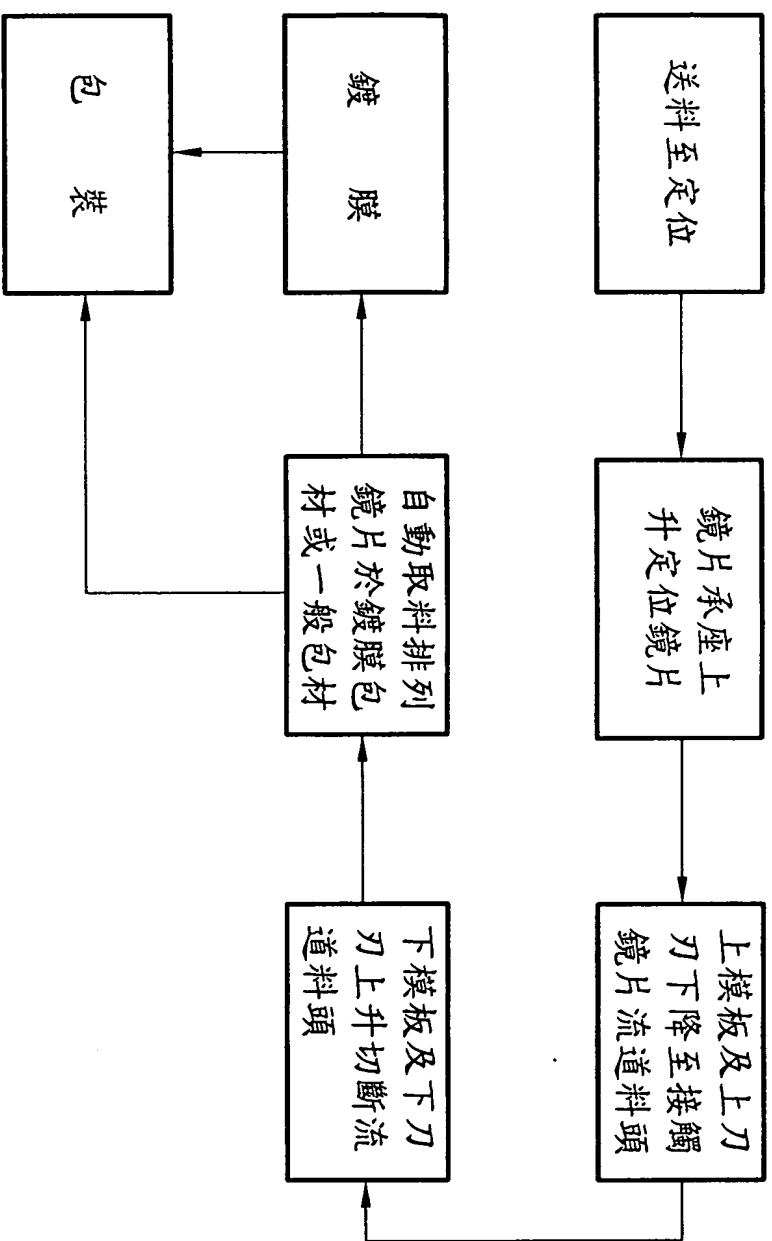 送料至定位
鏡片承座上
升定位鏡片
上模板及上刀
刃下降至接觸
鏡片流道料頭
下模板及下刀
刃上升切斷流
道料頭
自動取料排列
鏡片於鍍膜包
材或一般包材
鍍膜
包裝